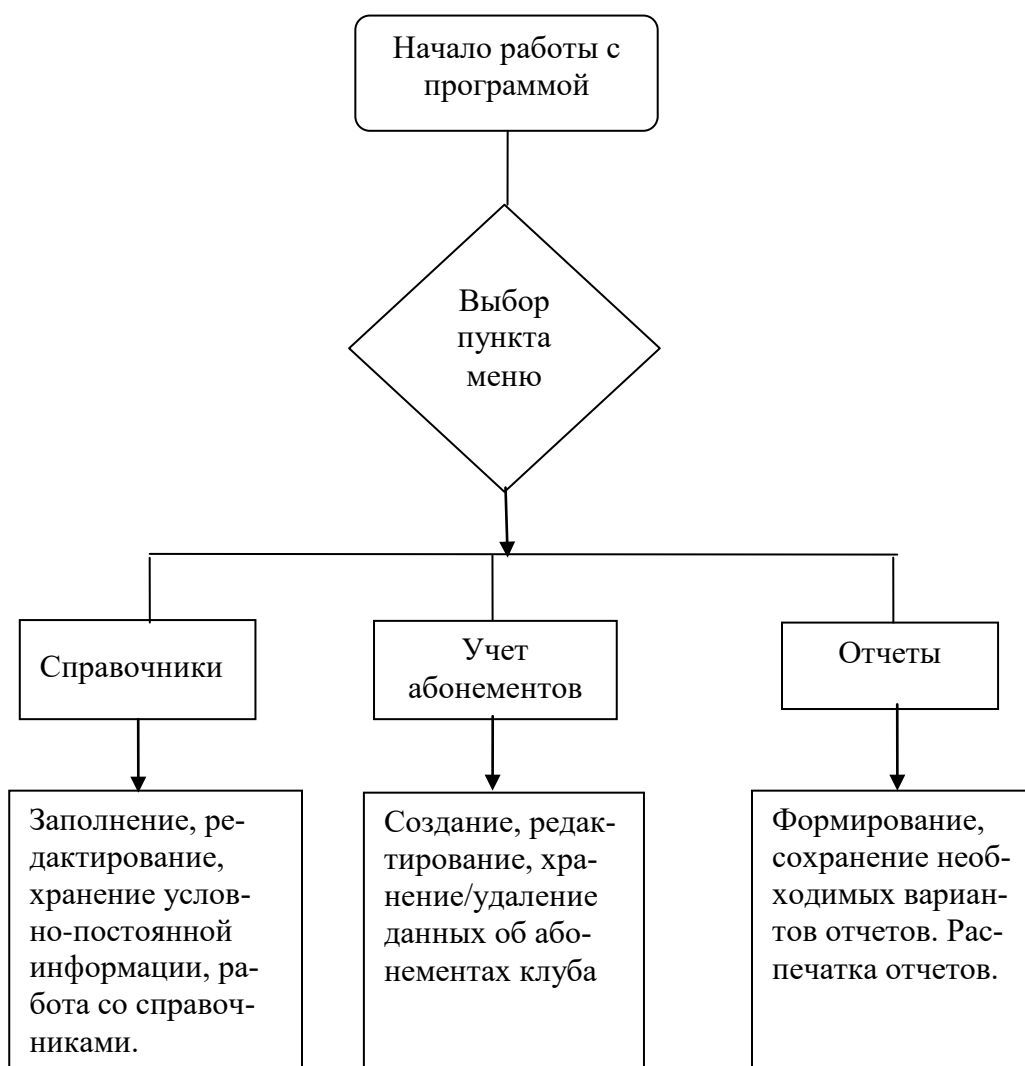 Начало работы с
программой
Выбор
пункта
меню
Справочники
Учет
абонементов
Отчеты
Заполнение, ре-
дактирование,
хранение услов-
но-постоянной
информации, ра-
бота со справоч-
никами.
Создание, редак-
тирование, хра-
нение/удаление
данных об або-
нементах клуба
Формирование,
сохранение необ-
ходимых вариан-
тов отчетов. Рас-
печатка отчетов.